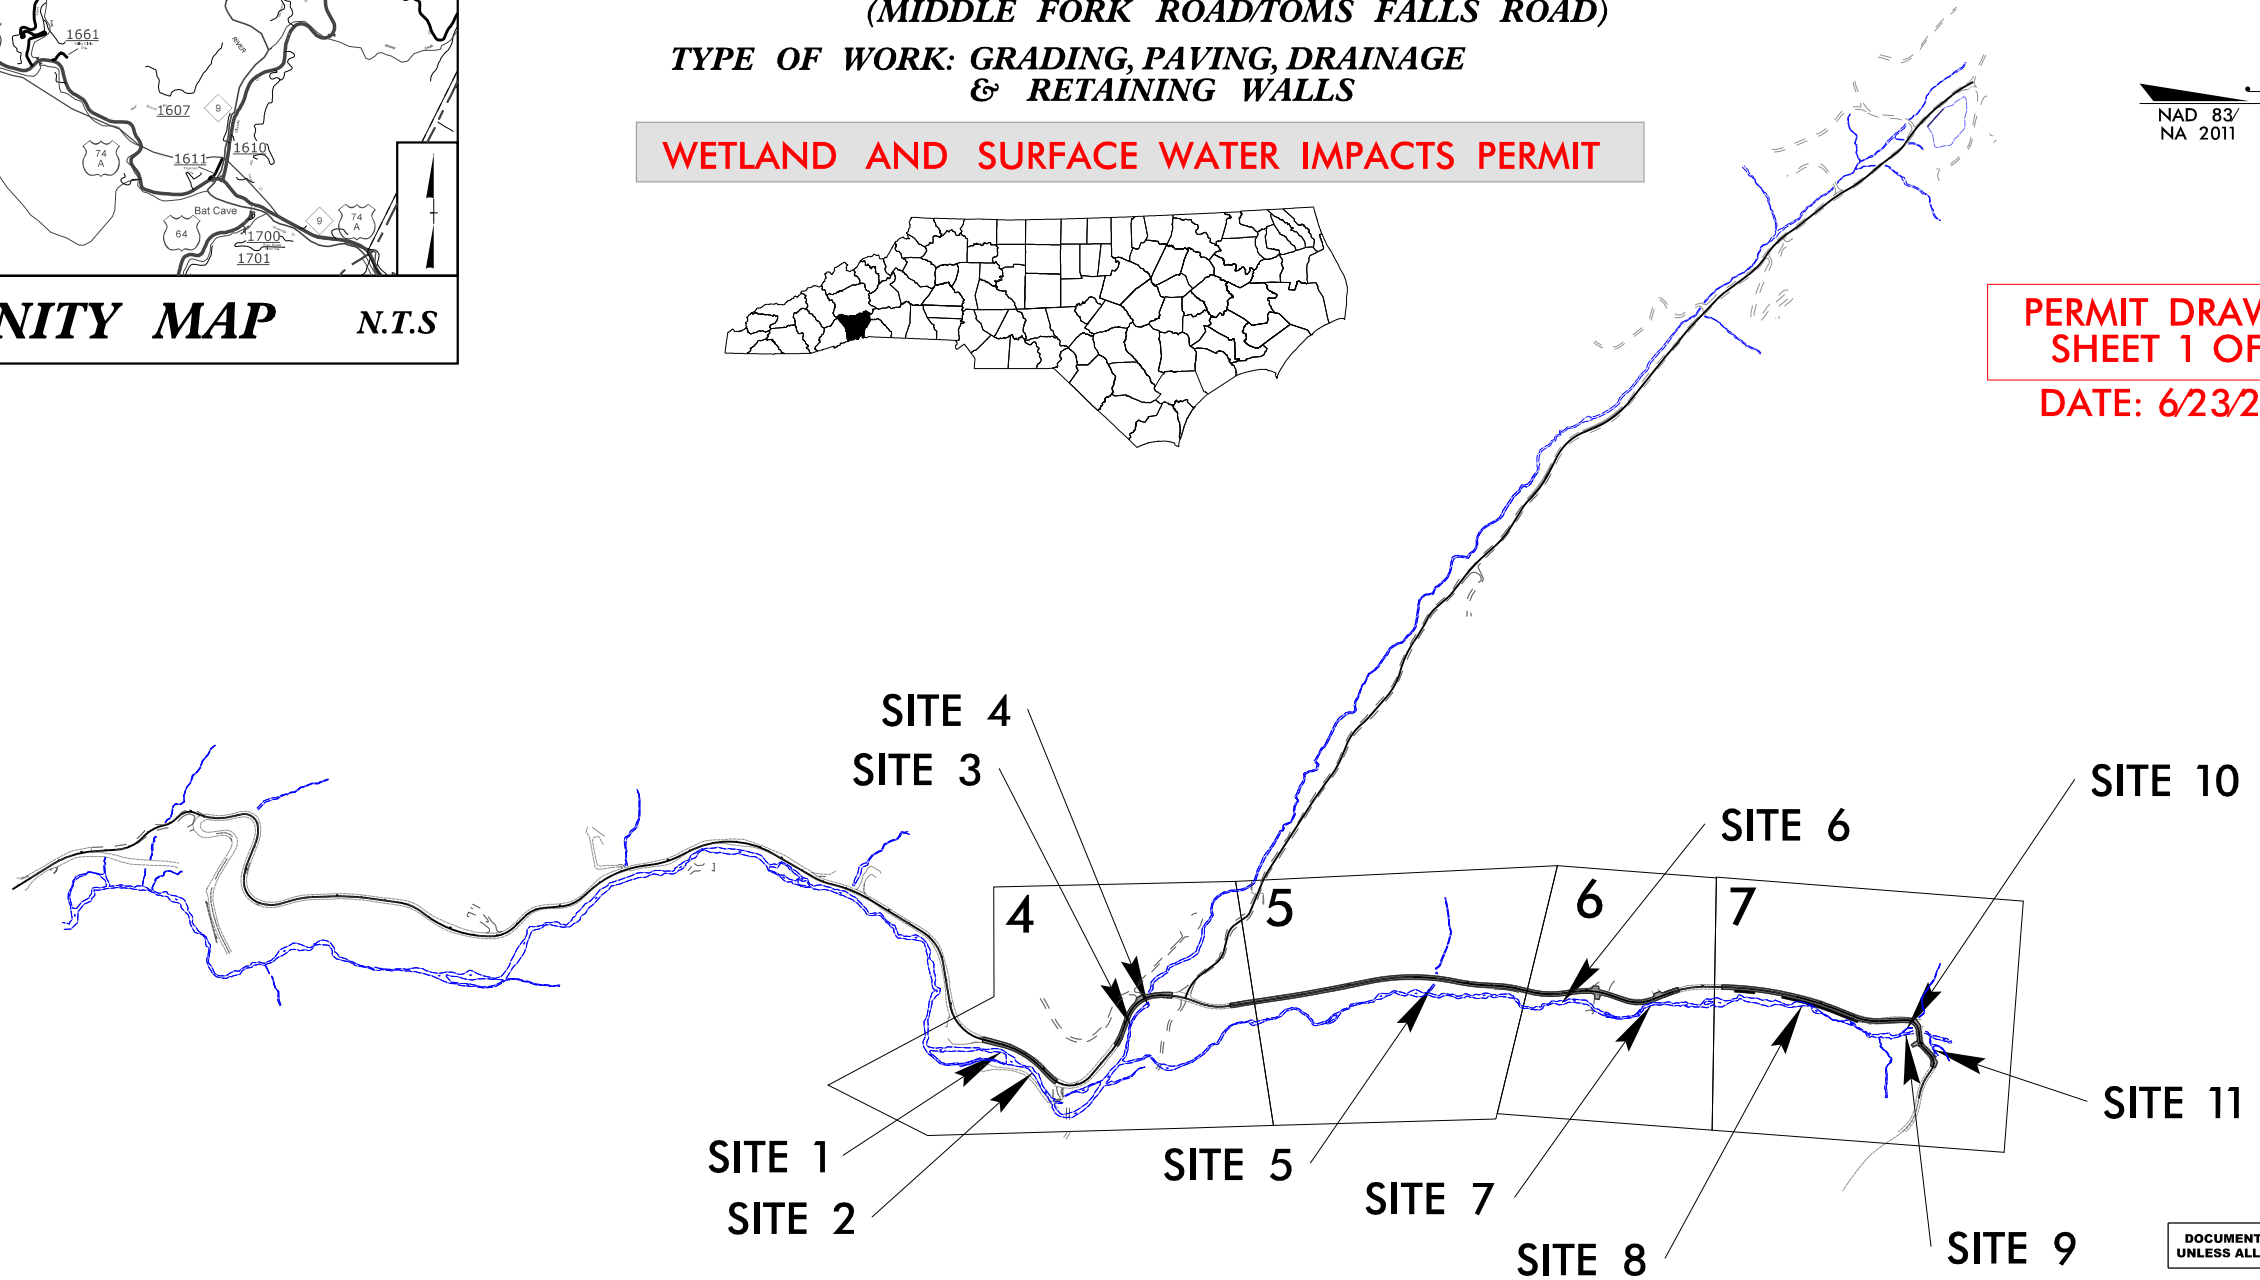 (MIDDLE FORK ROAD/TOMS FALLS ROAD)
TYPE OF WORK: GRADING, PAVING, DRAINAGE
& RETAINING WALLS
WETLAND AND SURFACE WATER IMPACTS PERMIT
1661
RIVER
1607
9
74
A
1611
1610
Bat Cave
64
9
74
A
1700
1701
NITY MAP
N.T.S
NAD 83/
NA 2011
PERMIT DRAW
SHEET 1 OF
DATE: 6/23/2
SITE 4
SITE 3
SITE 10
SITE 6
4
5
6
7
SITE 11
SITE 1
SITE 5
SITE 7
SITE 2
SITE 8
SITE 9
DOCUMENT
UNLESS ALL